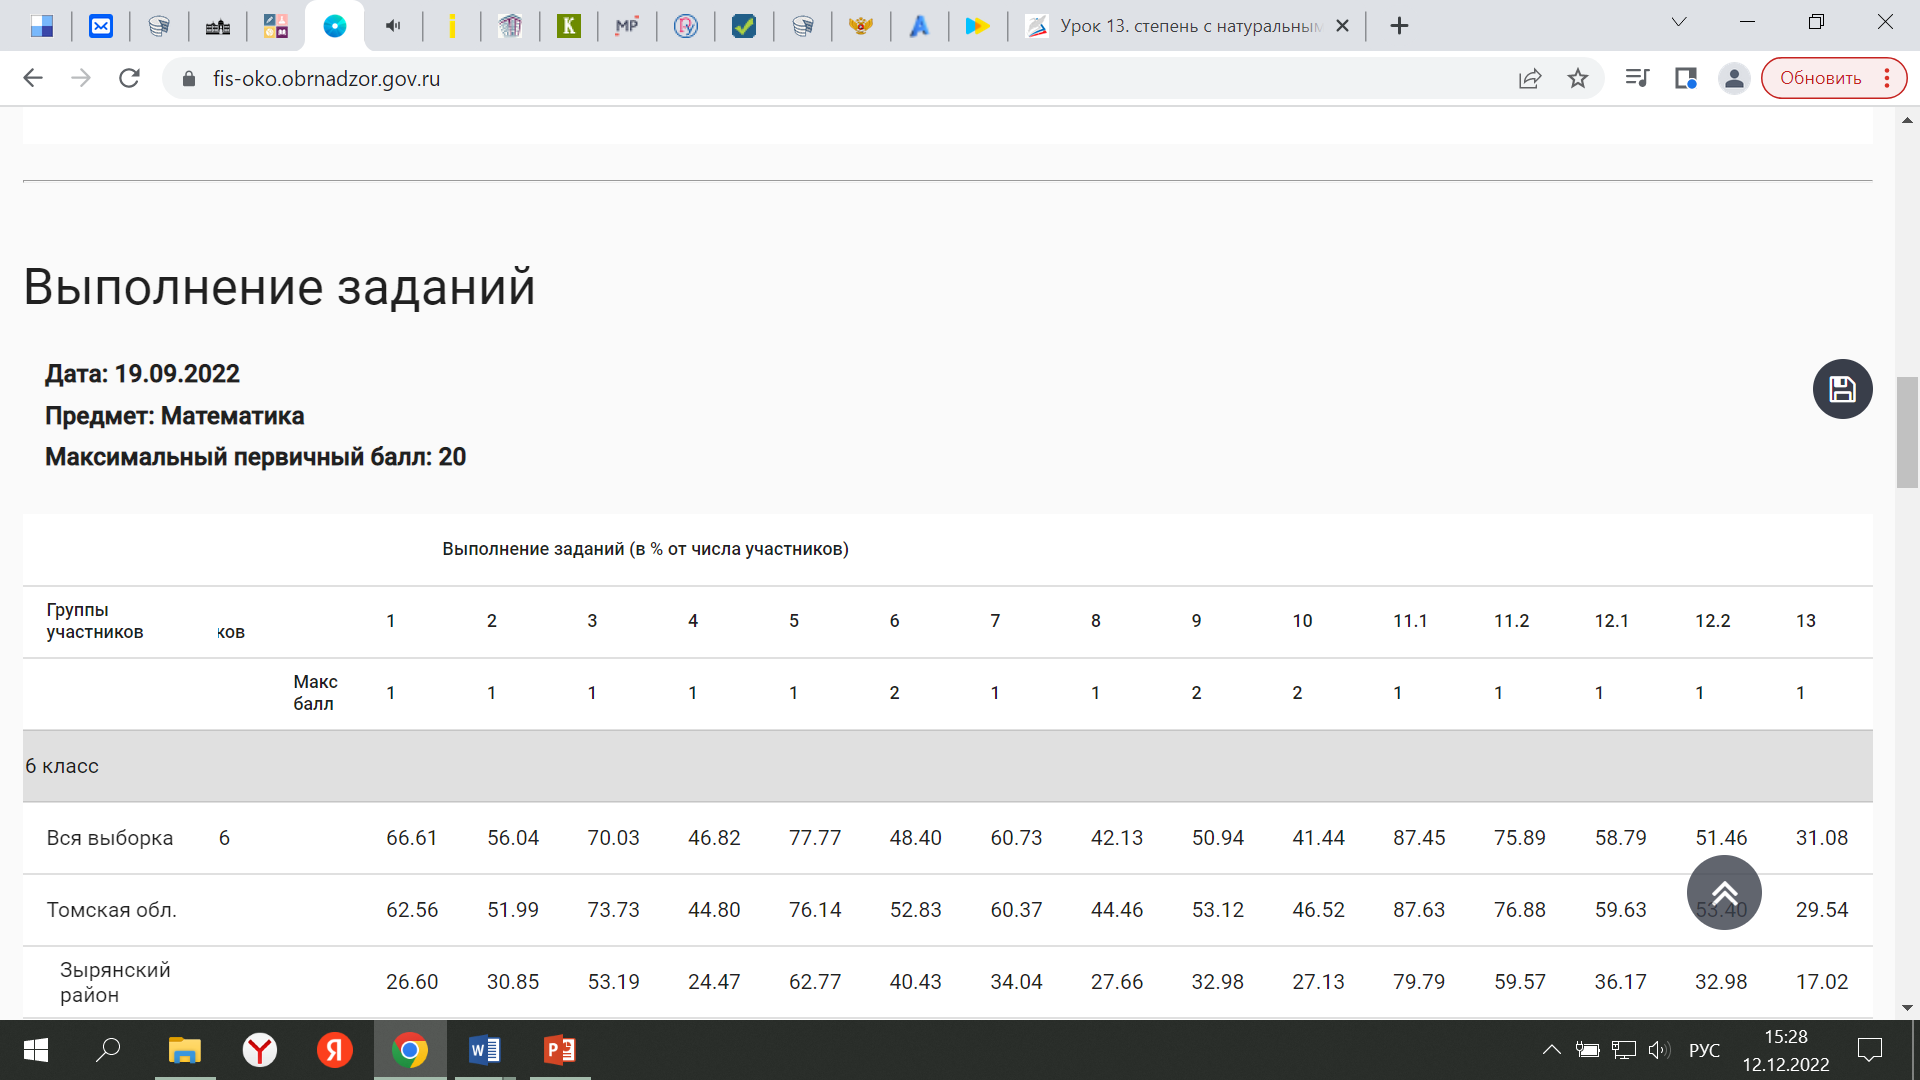 Урок 13. степень с натуральным
fis-oko.obrnadzor.gov.ru
Обновить
Выполнение заданий
Дата: 19.09.2022
Предмет: Математика
Максимальный первичный балл: 20
Выполнение заданий (в % от числа участников)
Группы участников ков 1 2 3 4 5 6 7 8 9 10 11.1 11.2 12.1 12.2 13
Макс балл 1 1 1 1 1 2 1 1 2 2 1 1 1 1 1
6 класс
Вся выборка 6 66.61 56.04 70.03 46.82 77.77 48.40 60.73 42.13 50.94 41.44 87.45 75.89 58.79 51.46 31.08
Томская обл. 62.56 51.99 73.73 44.80 76.14 52.83 60.37 44.46 53.12 46.52 87.63 76.88 59.63 53.40 29.54
Зырянский район 26.60 30.85 53.19 24.47 62.77 40.43 34.04 27.66 32.98 27.13 79.79 59.57 36.17 32.98 17.02
РУС
15:28
12.12.2022